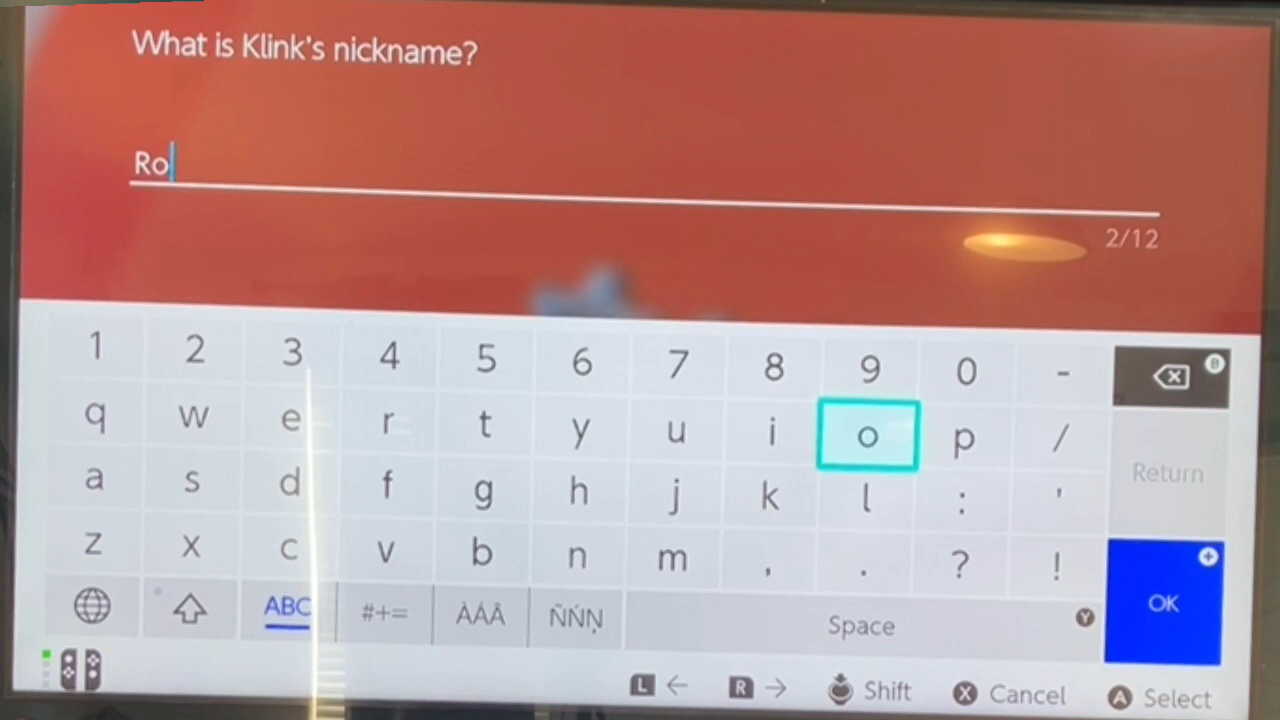 What is Klink's nickname?
Ro
2/12
1 2 3 4 5 6 7 8 9 0 -
q w e r t y u i o p /
Return
a s d f g h j k l : '
z x c v b n m , . ? !
OK
ABC #+= ÀÁÂ ÑŃŅ Space Y
L ← R → Shift X Cancel A Select